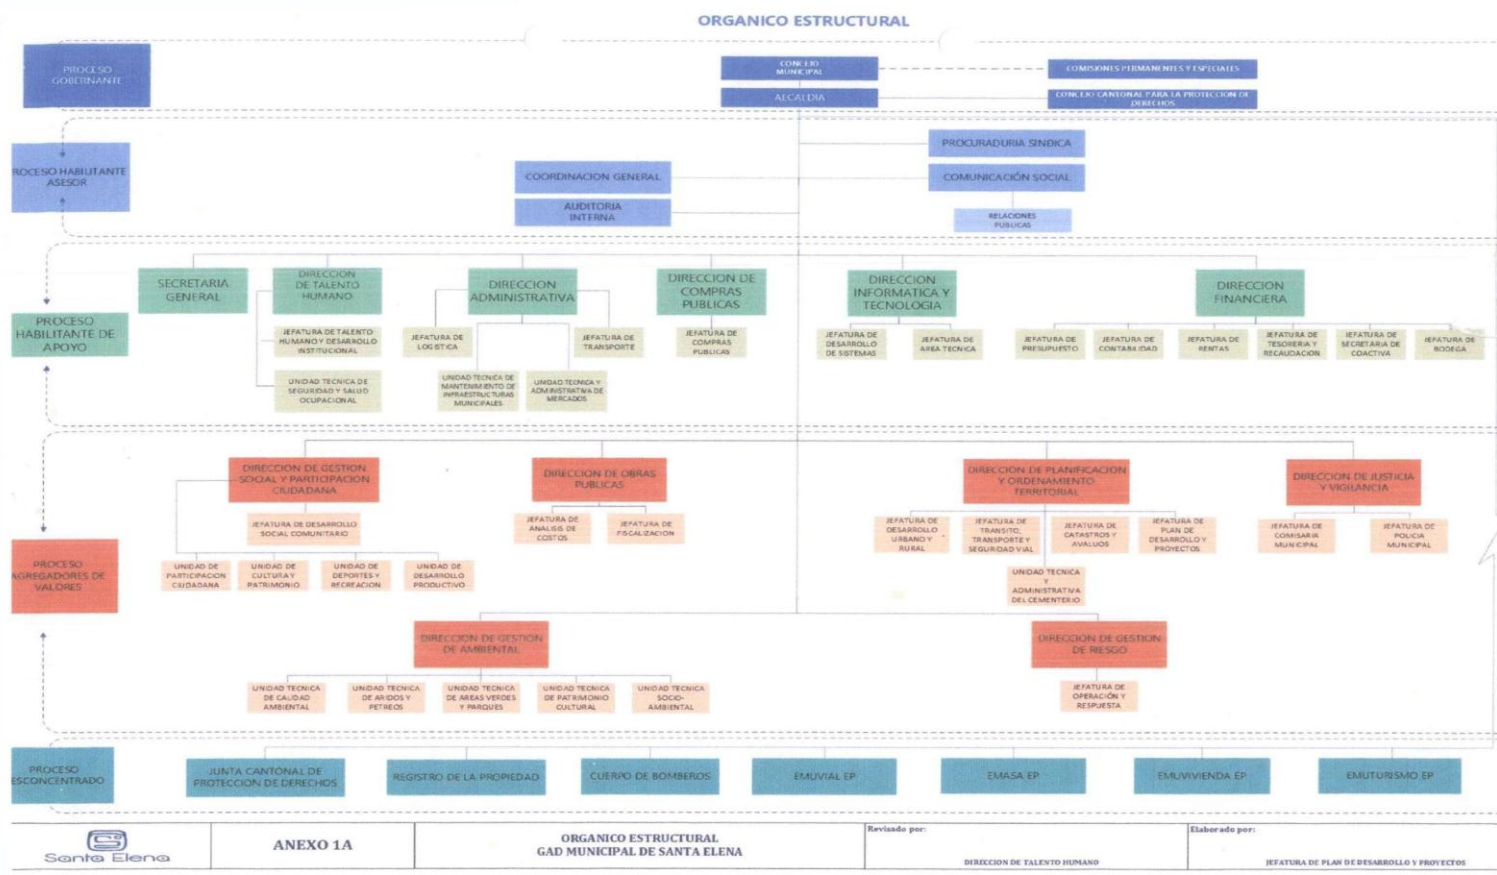 ORGANICO ESTRUCTURAL
PROCESO
GOBERNANTE
CONCEJO
MUNICIPAL
COMISIONES PERMANENTES Y ESPECIALES
ALCALDIA
CONCEJO CANTONAL PARA LA PROTECCION DE
DERECHOS
ROCESO HABILITANTE
ASESOR
PROCURADURIA SINDICA
COORDINACION GENERAL
COMUNICACIÓN SOCIAL
AUDITORIA
INTERNA
RELACIONES
PUBLICAS
PROCESO
HABILITANTE DE
APOYO
SECRETARIA
GENERAL
DIRECCION
DE TALENTO
HUMANO
DIRECCION
ADMINISTRATIVA
DIRECCION DE
COMPRAS
PUBLICAS
DIRECCION
INFORMATICA Y
TECNOLOGIA
DIRECCION
FINANCIERA
JEFATURA DE TALENTO
HUMANO Y DESARROLLO
INSTITUCIONAL
JEFATURA DE
LOGISTICA
JEFATURA DE
TRANSPORTE
JEFATURA DE
COMPRAS
PUBLICAS
JEFATURA DE
DESARROLLO
DE SISTEMAS
JEFATURA DE
AREA TECNICA
JEFATURA DE
PRESUPUESTO
JEFATURA DE
CONTABILIDAD
JEFATURA DE
RENTAS
JEFATURA DE
TESORERIA Y
RECAUDACION
JEFATURA DE
SECRETARIA DE
COACTIVA
JEFATURA DE
BODEGA
UNIDAD TECNICA DE
SEGURIDAD Y SALUD
OCUPACIONAL
UNIDAD TECNICA DE
MANTENIMIENTO DE
INFRAESTRUCTURAS
MUNICIPALES
UNIDAD TECNICA Y
ADMINISTRATIVA DE
MERCADOS
PROCESO
AGREGADORES DE
VALORES
DIRECCION DE GESTION
SOCIAL Y PARTICIPACION
CIUDADANA
DIRECCION DE OBRAS
PUBLICAS
DIRECCION DE PLANIFICACION
Y ORDENAMIENTO
TERRITORIAL
DIRECCION DE JUSTICIA
Y VIGILANCIA
JEFATURA DE DESARROLLO
SOCIAL COMUNITARIO
JEFATURA DE
ANALISIS DE
COSTOS
JEFATURA DE
FISCALIZACION
JEFATURA DE
DESARROLLO
URBANO Y
RURAL
JEFATURA DE
TRANSITO,
TRANSPORTE Y
SEGURIDAD VIAL
JEFATURA DE
CATASTROS Y
AVALUOS
JEFATURA DE
PLAN DE
DESARROLLO Y
PROYECTOS
JEFATURA DE
COMISARIA
MUNICIPAL
JEFATURA DE
POLICIA
MUNICIPAL
UNIDAD DE
PARTICIPACION
CIUDADANA
UNIDAD DE
CULTURA Y
PATRIMONIO
UNIDAD DE
DEPORTES Y
RECREACION
UNIDAD DE
DESARROLLO
PRODUCTIVO
UNIDAD TECNICA
Y
ADMINISTRATIVA
DEL CEMENTERIO
DIRECCION DE GESTION
DE AMBIENTAL
DIRECCION DE GESTION
DE RIESGO
UNIDAD TECNICA
DE CALIDAD
AMBIENTAL
UNIDAD TECNICA
DE ARIDOS Y
PETREOS
UNIDAD TECNICA
DE AREAS VERDES
Y PARQUES
UNIDAD TECNICA
DE PATRIMONIO
CULTURAL
UNIDAD TECNICA
SOCIO-
AMBIENTAL
JEFATURA DE
OPERACIÓN Y
RESPUESTA
PROCESO
ESCONCENTRADO
JUNTA CANTONAL DE
PROTECCION DE DERECHOS
REGISTRO DE LA PROPIEDAD
CUERPO DE BOMBEROS
EMUVIAL EP
EMASA EP
EMUVIVIENDA EP
EMUTURISMO EP
Santa Elena
ANEXO 1A
ORGANICO ESTRUCTURAL
GAD MUNICIPAL DE SANTA ELENA
Revisado por:
DIRECCION DE TALENTO HUMANO
Elaborado por:
JEFATURA DE PLAN DE DESARROLLO Y PROYECTOS